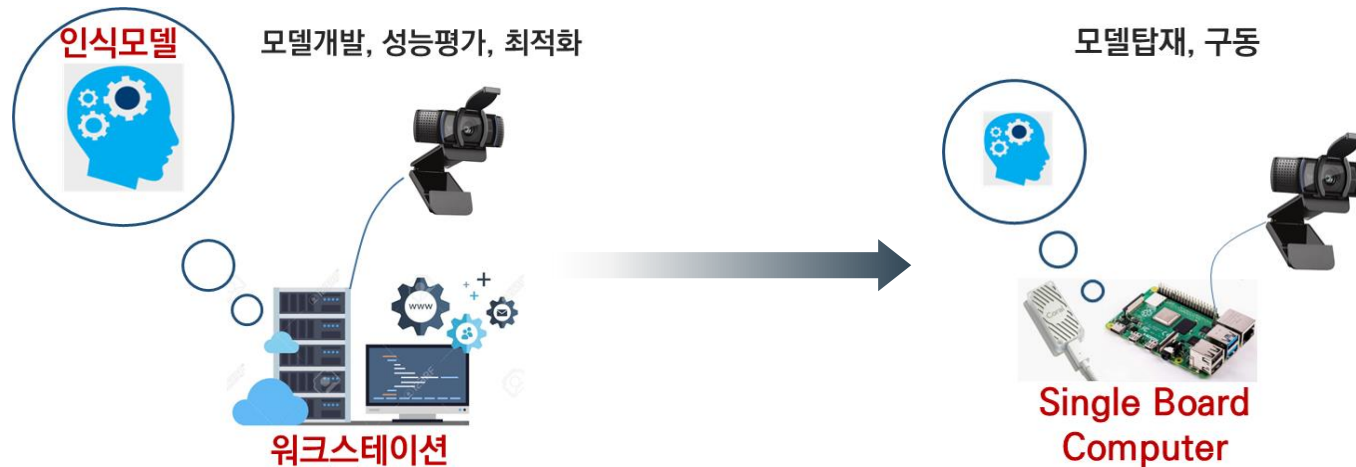 인식모델
모델개발, 성능평가, 최적화
모델탑재, 구동
www
Coral
워크스테이션
Single Board
Computer